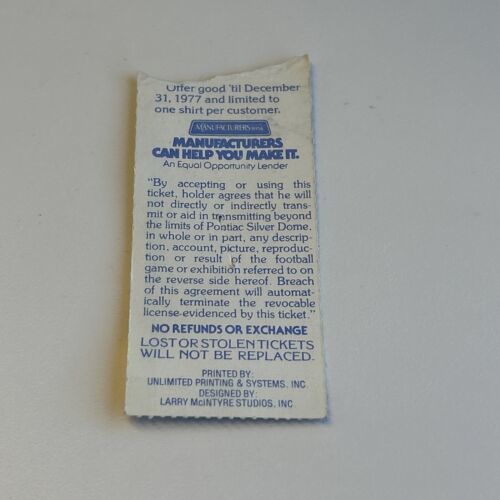 Offer good 'til December
31, 1977 and limited to
one shirt per customer.
MANUFACTURERS BANK
MANUFACTURERS
CAN HELP YOU MAKE IT.
An Equal Opportunity Lender
"By accepting or using this
ticket, holder agrees that he will
not directly or indirectly trans-
mit or aid in transmitting beyond
the limits of Pontiac Silver Dome,
in whole or in part, any descrip-
tion, account, picture, reproduc-
tion or result of the football
game or exhibition referred to on
the reverse side hereof. Breach
of this agreement will automat-
ically terminate the revocable
license evidenced by this ticket."
NO REFUNDS OR EXCHANGE
LOST OR STOLEN TICKETS
WILL NOT BE REPLACED.
PRINTED BY:
UNLIMITED PRINTING & SYSTEMS, INC
DESIGNED BY:
LARRY McINTYRE STUDIOS, INC